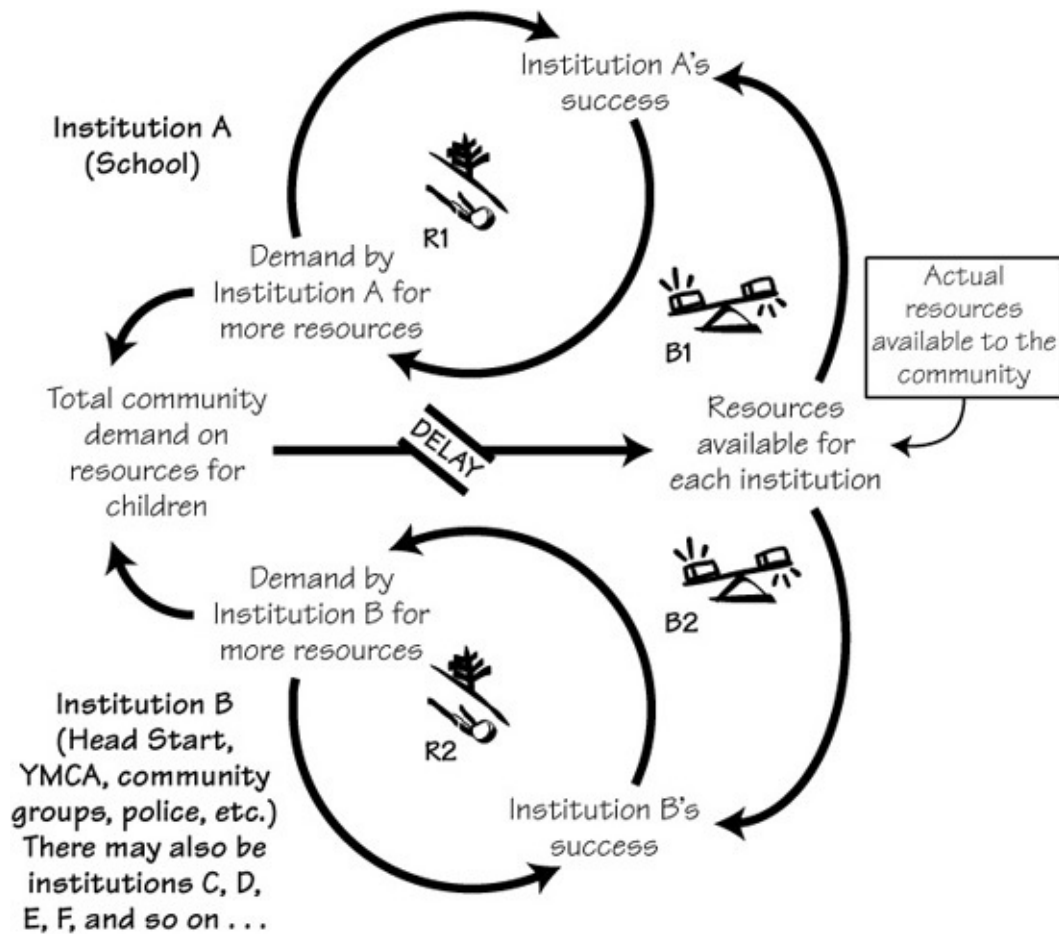 Institution A's
success
Institution A
(School)
R1
Demand by
Institution A for
more resources
Actual
resources
available to the
community
B1
Total community
demand on
resources for
children
DELAY
Resources
available for
each institution
Demand by
Institution B for
more resources
B2
R2
Institution B
(Head Start,
YMCA, community
groups, police, etc.)
There may also be
institutions C, D,
E, F, and so on . . .
Institution B's
success